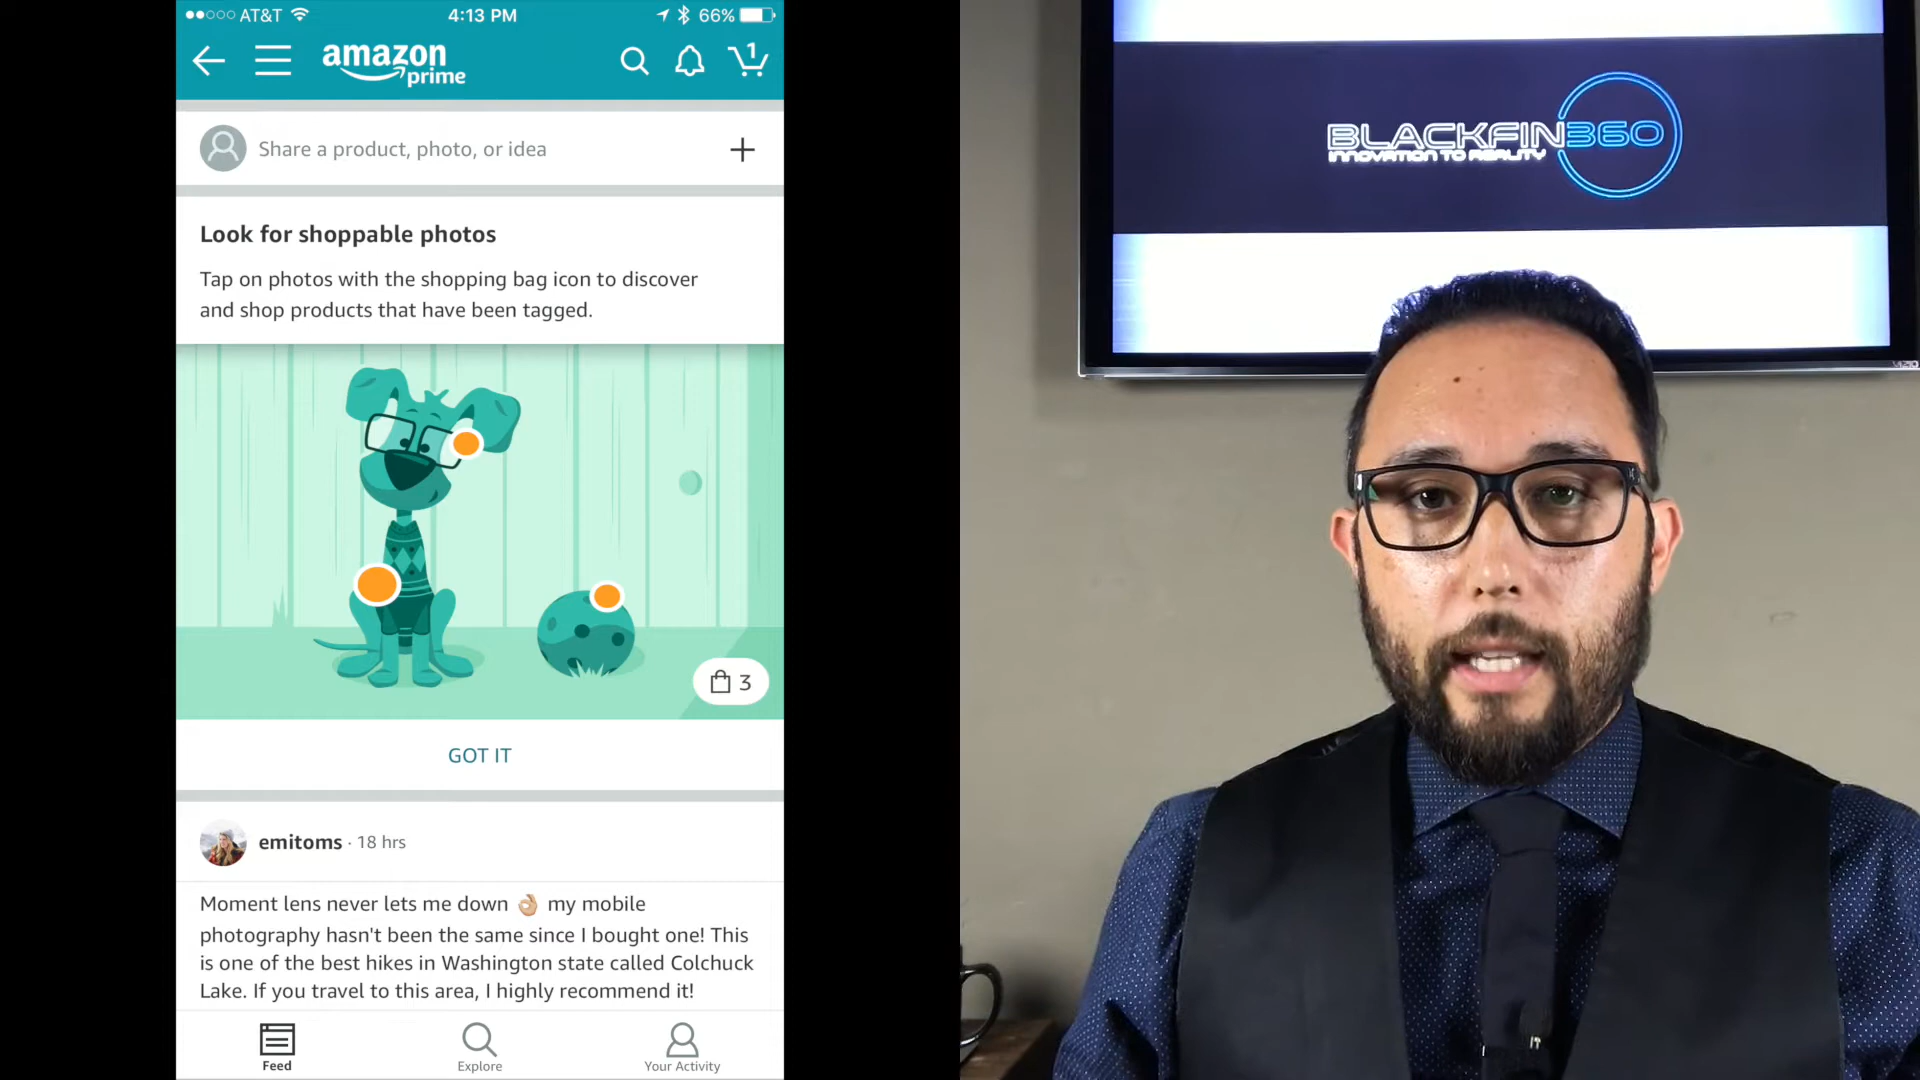 AT&T 4:13 PM 66%
amazon prime 1
Share a product, photo, or idea +
Look for shoppable photos
Tap on photos with the shopping bag icon to discover
and shop products that have been tagged.
3
GOT IT
emitoms · 18 hrs
Moment lens never lets me down 👌🏼 my mobile
photography hasn't been the same since I bought one! This
is one of the best hikes in Washington state called Colchuck
Lake. If you travel to this area, I highly recommend it!
Feed Explore Your Activity
BLACKFIN360
INNOVATION TO REALITY
VIZIO